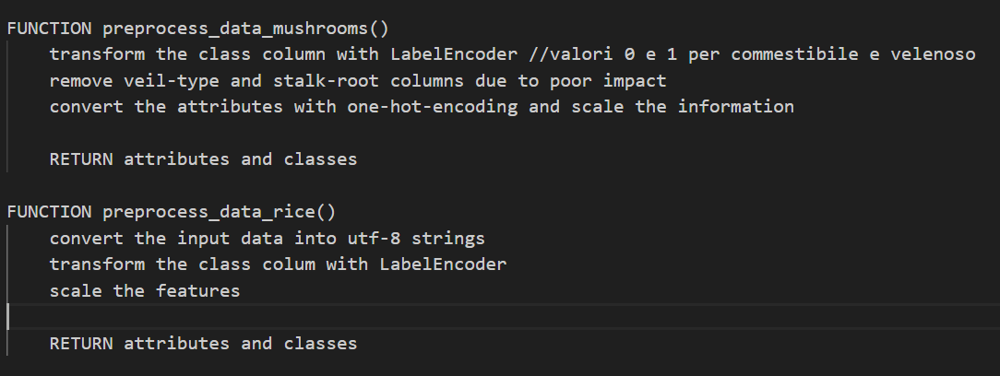 FUNCTION preprocess_data_mushrooms()
transform the class column with LabelEncoder //valori 0 e 1 per commestibile e velenoso
remove veil-type and stalk-root columns due to poor impact
convert the attributes with one-hot-encoding and scale the information
RETURN attributes and classes
FUNCTION preprocess_data_rice()
convert the input data into utf-8 strings
transform the class colum with LabelEncoder
scale the features
RETURN attributes and classes